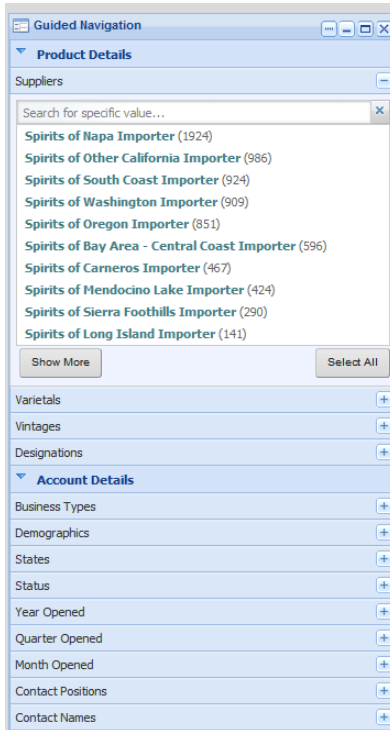 Guided Navigation
Product Details
Suppliers
Search for specific value...
Spirits of Napa Importer (1924)
Spirits of Other California Importer (986)
Spirits of South Coast Importer (924)
Spirits of Washington Importer (909)
Spirits of Oregon Importer (851)
Spirits of Bay Area - Central Coast Importer (596)
Spirits of Carneros Importer (467)
Spirits of Mendocino Lake Importer (424)
Spirits of Sierra Foothills Importer (290)
Spirits of Long Island Importer (141)
Show More Select All
Varietals
Vintages
Designations
Account Details
Business Types
Demographics
States
Status
Year Opened
Quarter Opened
Month Opened
Contact Positions
Contact Names